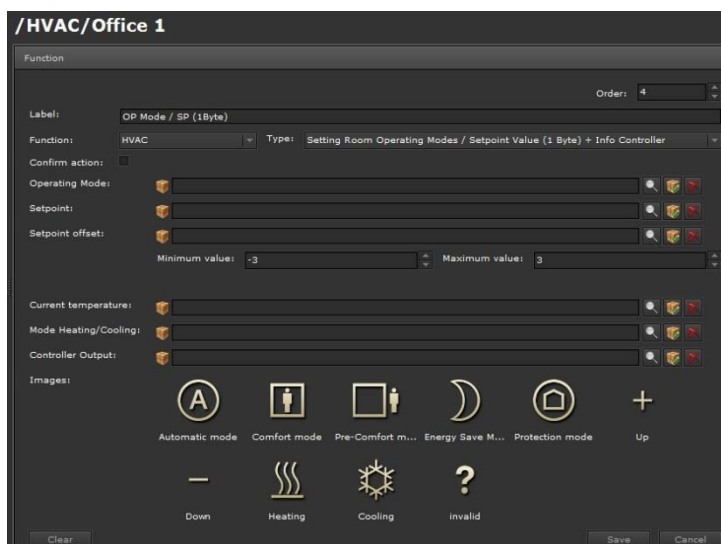 /HVAC/Office 1
Function
Order: 4
Label: OP Mode / SP (1Byte)
Function: HVAC Type: Setting Room Operating Modes / Setpoint Value (1 Byte) + Info Controller
Confirm action:
Operating Mode:
Setpoint:
Setpoint offset:
Minimum value: -3 Maximum value: 3
Current temperature:
Mode Heating/Cooling:
Controller Output:
Images:
A
Automatic mode Comfort mode Pre-Comfort m... Energy Save M... Protection mode Up
?
Down Heating Cooling invalid
Clear Save Cancel